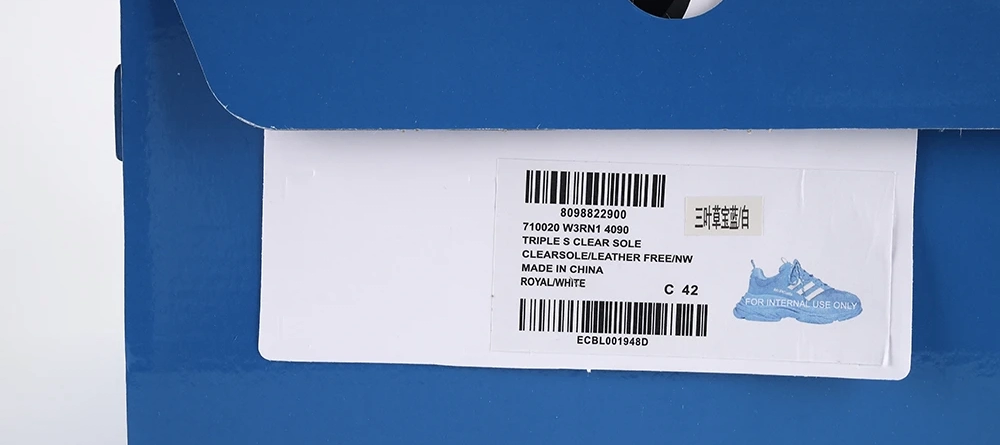 8098822900
710020 W3RN1 4090
TRIPLE S CLEAR SOLE
CLEARSOLE/LEATHER FREE/NW
MADE IN CHINA
ROYAL/WHITE
C 42
ECBL001948D
三叶草宝蓝/白
FOR INTERNAL USE ONLY